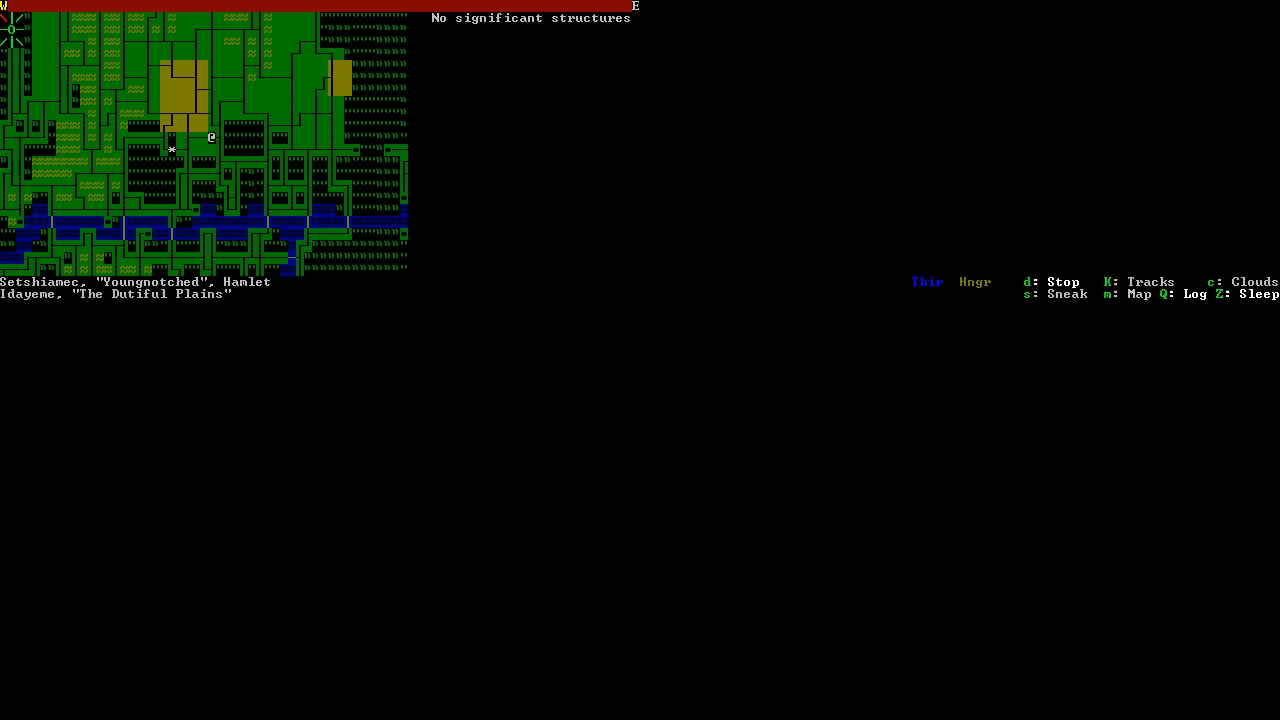 W E
No significant structures
Setshiamec, "Youngnotched", Hamlet
Idayeme, "The Dutiful Plains"
Thir Hngr d: Stop K: Tracks c: Clouds
s: Sneak m: Map Q: Log Z: Sleep